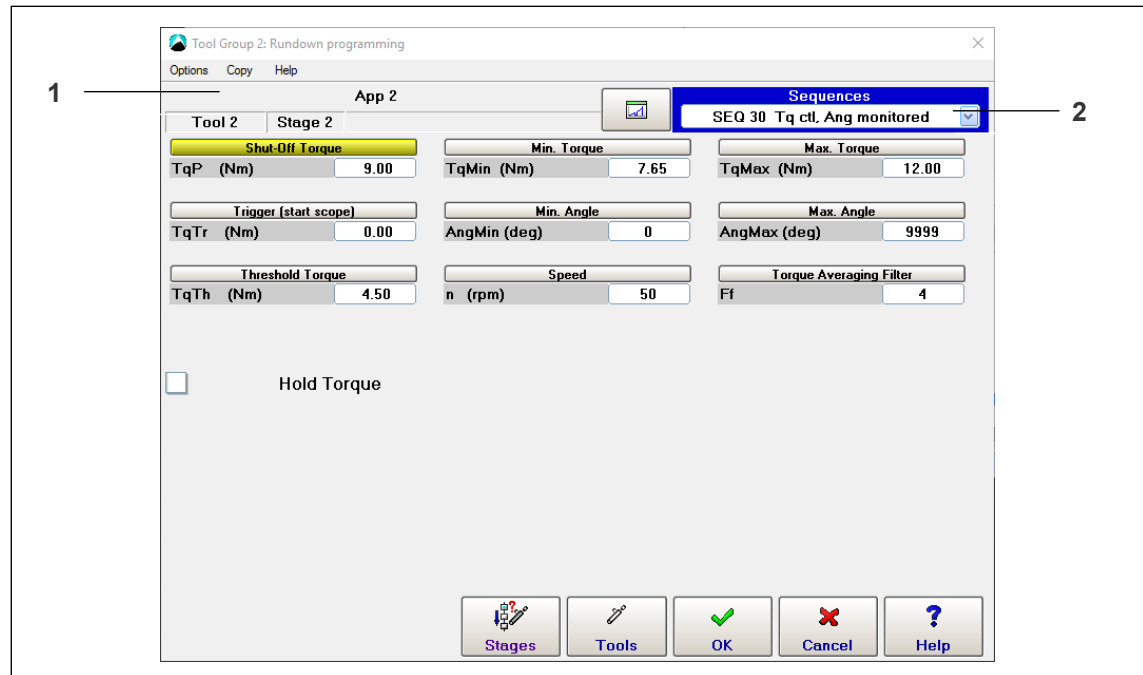 Tool Group 2: Rundown programming
Options Copy Help
1
App 2
Sequences
2
Tool 2 Stage 2
SEQ 30 Tq ctl, Ang monitored
Shut-Off Torque Min. Torque Max. Torque
TqP (Nm) 9.00 TqMin (Nm) 7.65 TqMax (Nm) 12.00
Trigger (start scope) Min. Angle Max. Angle
TqTr (Nm) 0.00 AngMin (deg) 0 AngMax (deg) 9999
Threshold Torque Speed Torque Averaging Filter
TqTh (Nm) 4.50 n (rpm) 50 Ff 4
Hold Torque
Stages Tools OK Cancel Help